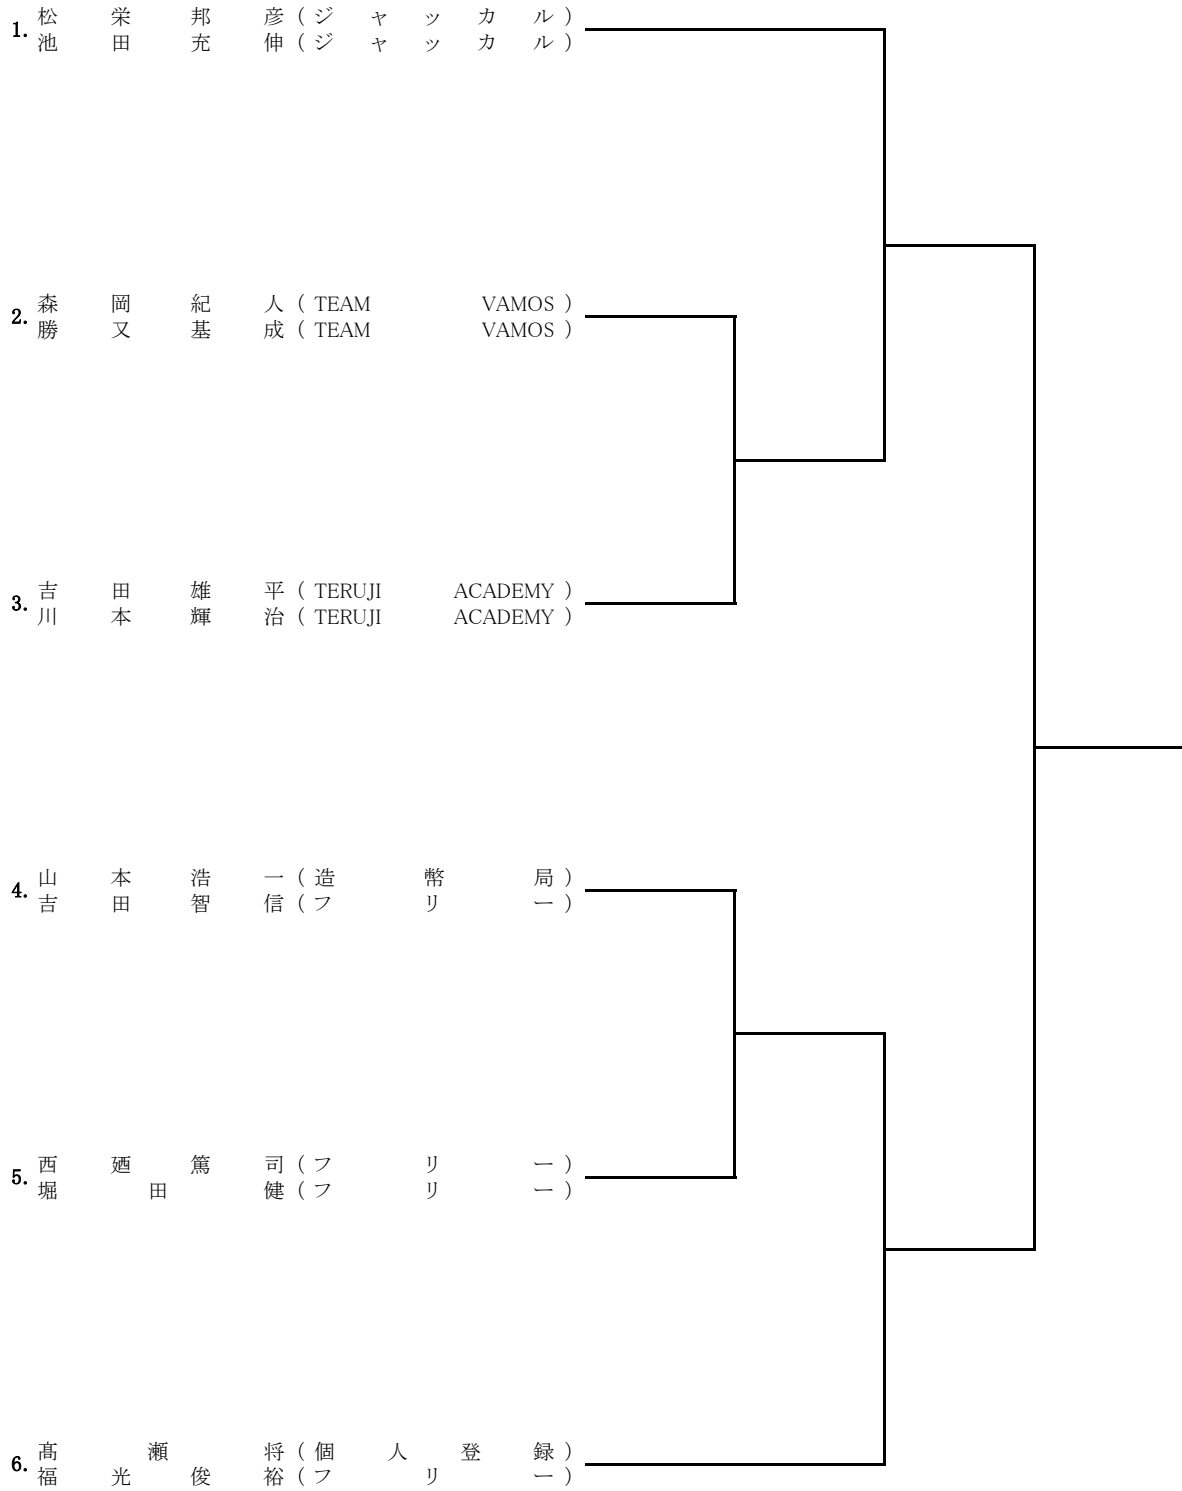 1. 松栄邦彦(ジャッカル)
池田充伸(ジャッカル)
2. 森岡紀人(TEAM VAMOS)
勝又基成(TEAM VAMOS)
3. 吉田雄平(TERUJI ACADEMY)
川本輝治(TERUJI ACADEMY)
4. 山本浩一(造幣局)
吉田智信(フリー)
5. 西廼篤司(フリー)
堀田健(フリー)
6. 髙瀬将(個人登録)
福光俊裕(フリー)